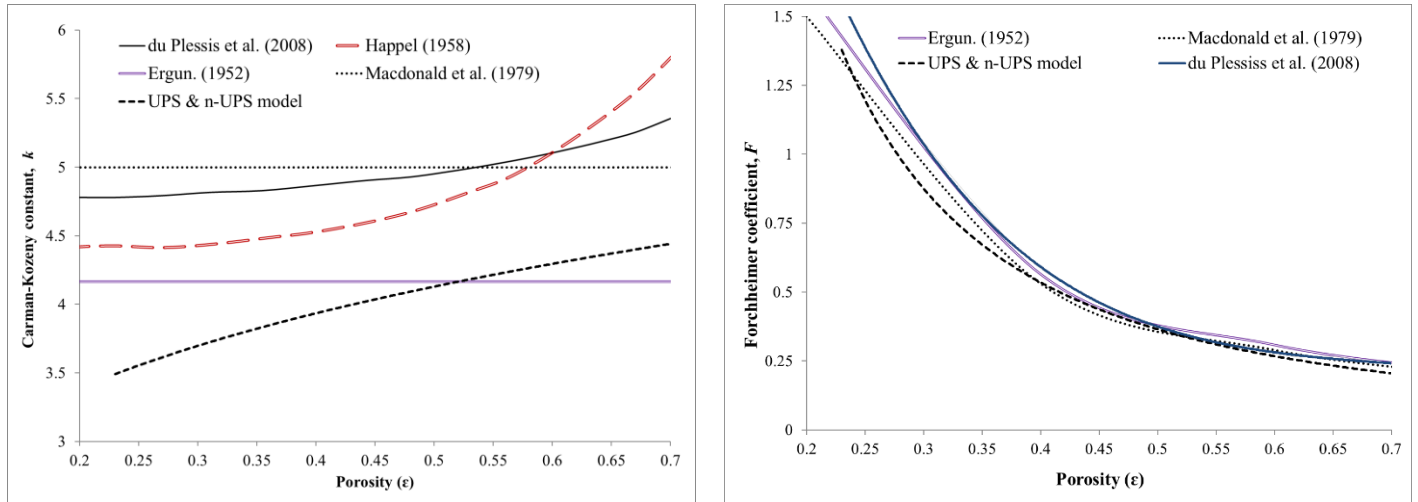 6
5.5
5
4.5
4
3.5
3
du Plessis et al. (2008)
Happel (1958)
Ergun. (1952)
Macdonald et al. (1979)
UPS & n-UPS model
Carman-Kozeny constant, k
0.2 0.25 0.3 0.35 0.4 0.45 0.5 0.55 0.6 0.65 0.7
Porosity (ε)
1.5
1.25
1
0.75
0.5
0.25
0
Ergun. (1952)
Macdonald et al. (1979)
UPS & n-UPS model
du Plessiss et al. (2008)
Forchheimer coefficient, F
0.2 0.25 0.3 0.35 0.4 0.45 0.5 0.55 0.6 0.65 0.7
Porosity (ε)